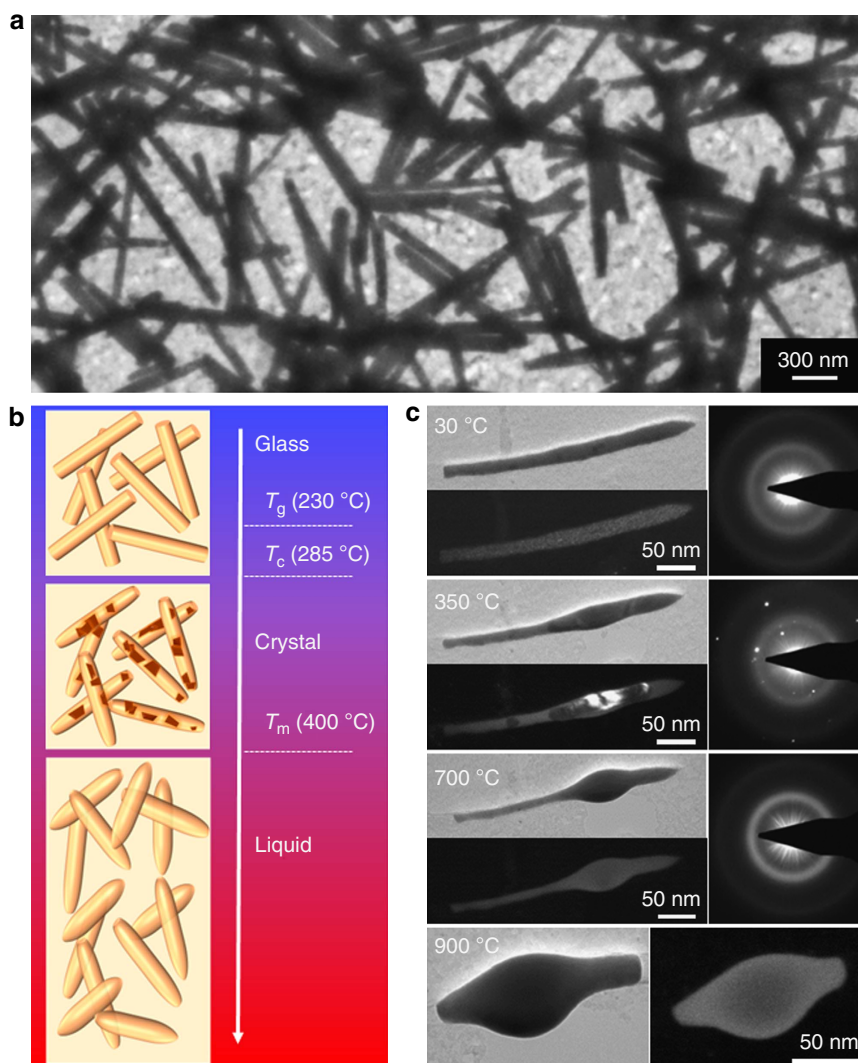 a
300 nm
b
Glass
Tg (230 °C)
Tc (285 °C)
Crystal
Tm (400 °C)
Liquid
c
30 °C
50 nm
350 °C
50 nm
700 °C
50 nm
900 °C
50 nm